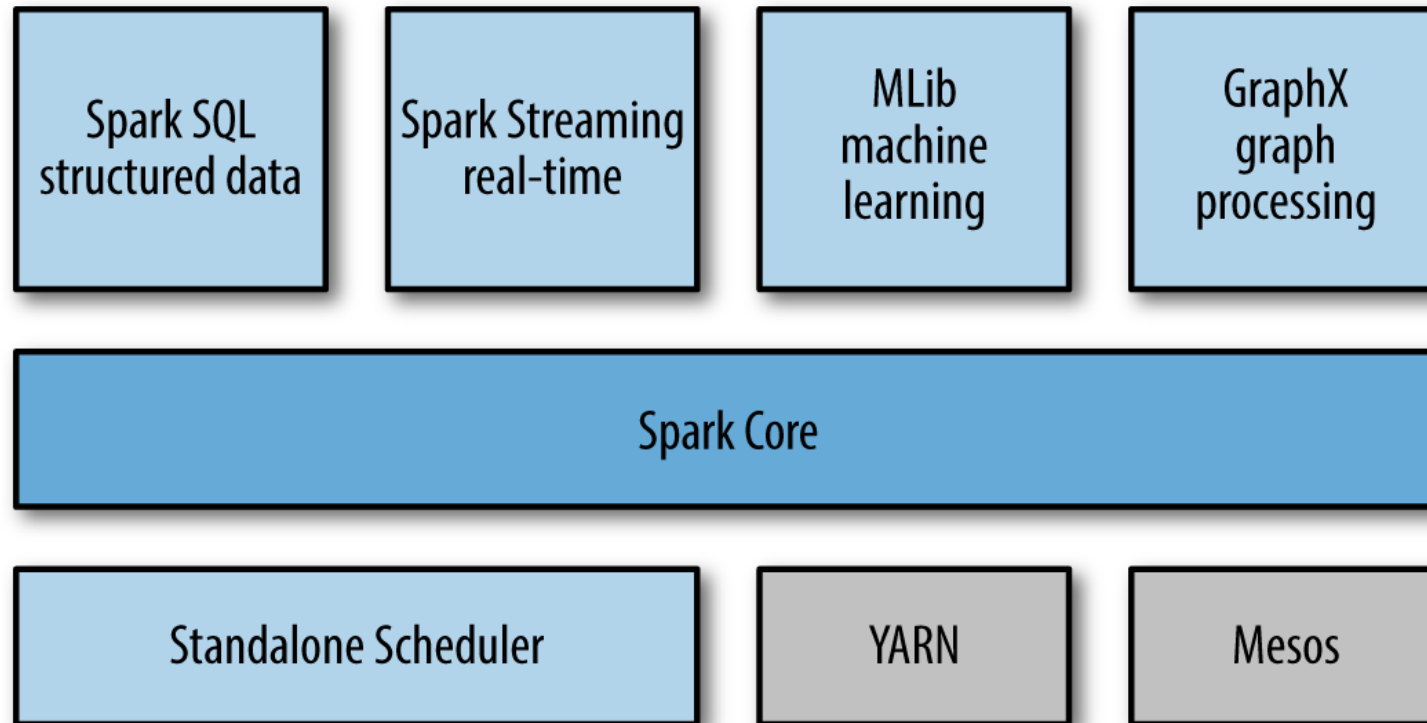 Spark SQL
structured data
Spark Streaming
real-time
MLib
machine
learning
GraphX
graph
processing
Spark Core
Standalone Scheduler
YARN
Mesos